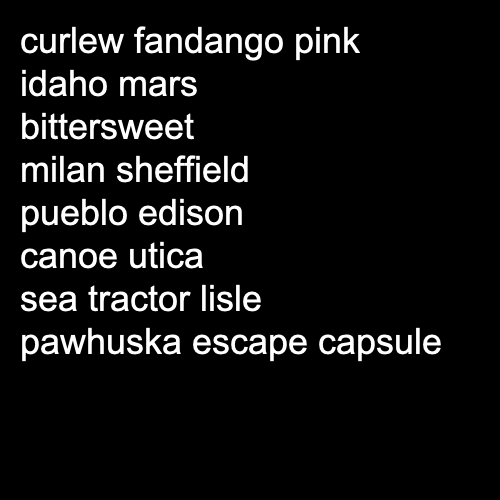 curlew fandango pink
idaho mars
bittersweet
milan sheffield
pueblo edison
canoe utica
sea tractor lisle
pawhuska escape capsule